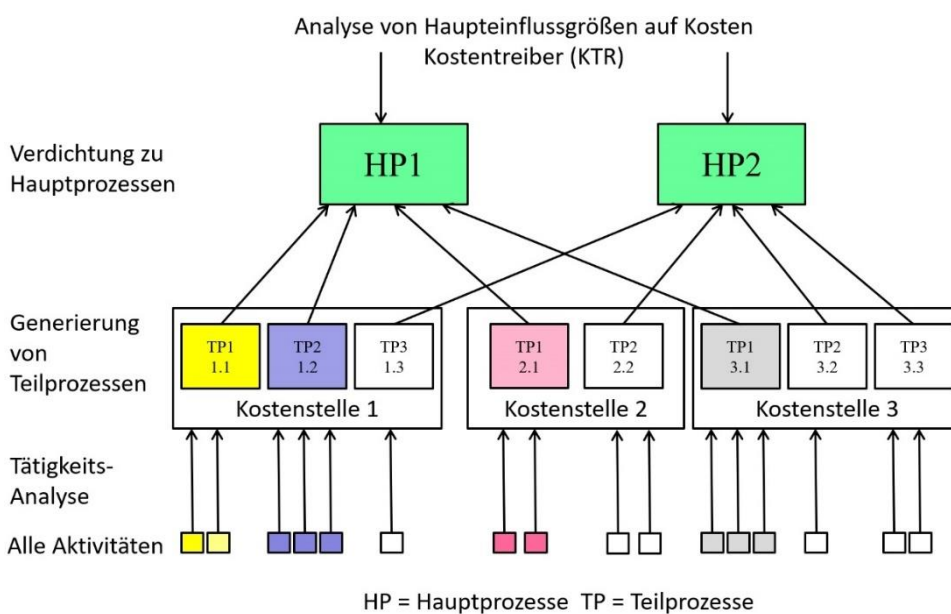 Analyse von Haupteinflussgrößen auf Kosten
Kostentreiber (KTR)
Verdichtung zu
Hauptprozessen
HP1
HP2
Generierung
von
Teilprozessen
TP1
1.1
TP2
1.2
TP3
1.3
Kostenstelle 1
TP1
2.1
TP2
2.2
Kostenstelle 2
TP1
3.1
TP2
3.2
TP3
3.3
Kostenstelle 3
Tätigkeits-
Analyse
Alle Aktivitäten
HP = Hauptprozesse TP = Teilprozesse